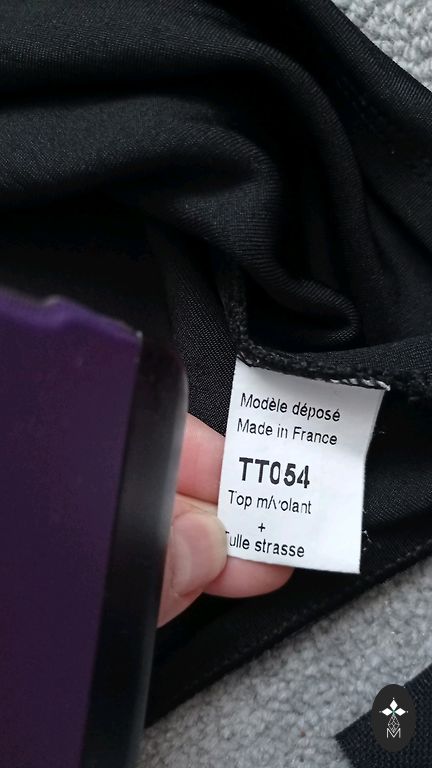 Modèle déposé
Made in France
TT054
Top m/volant
+
Tulle strasse
M